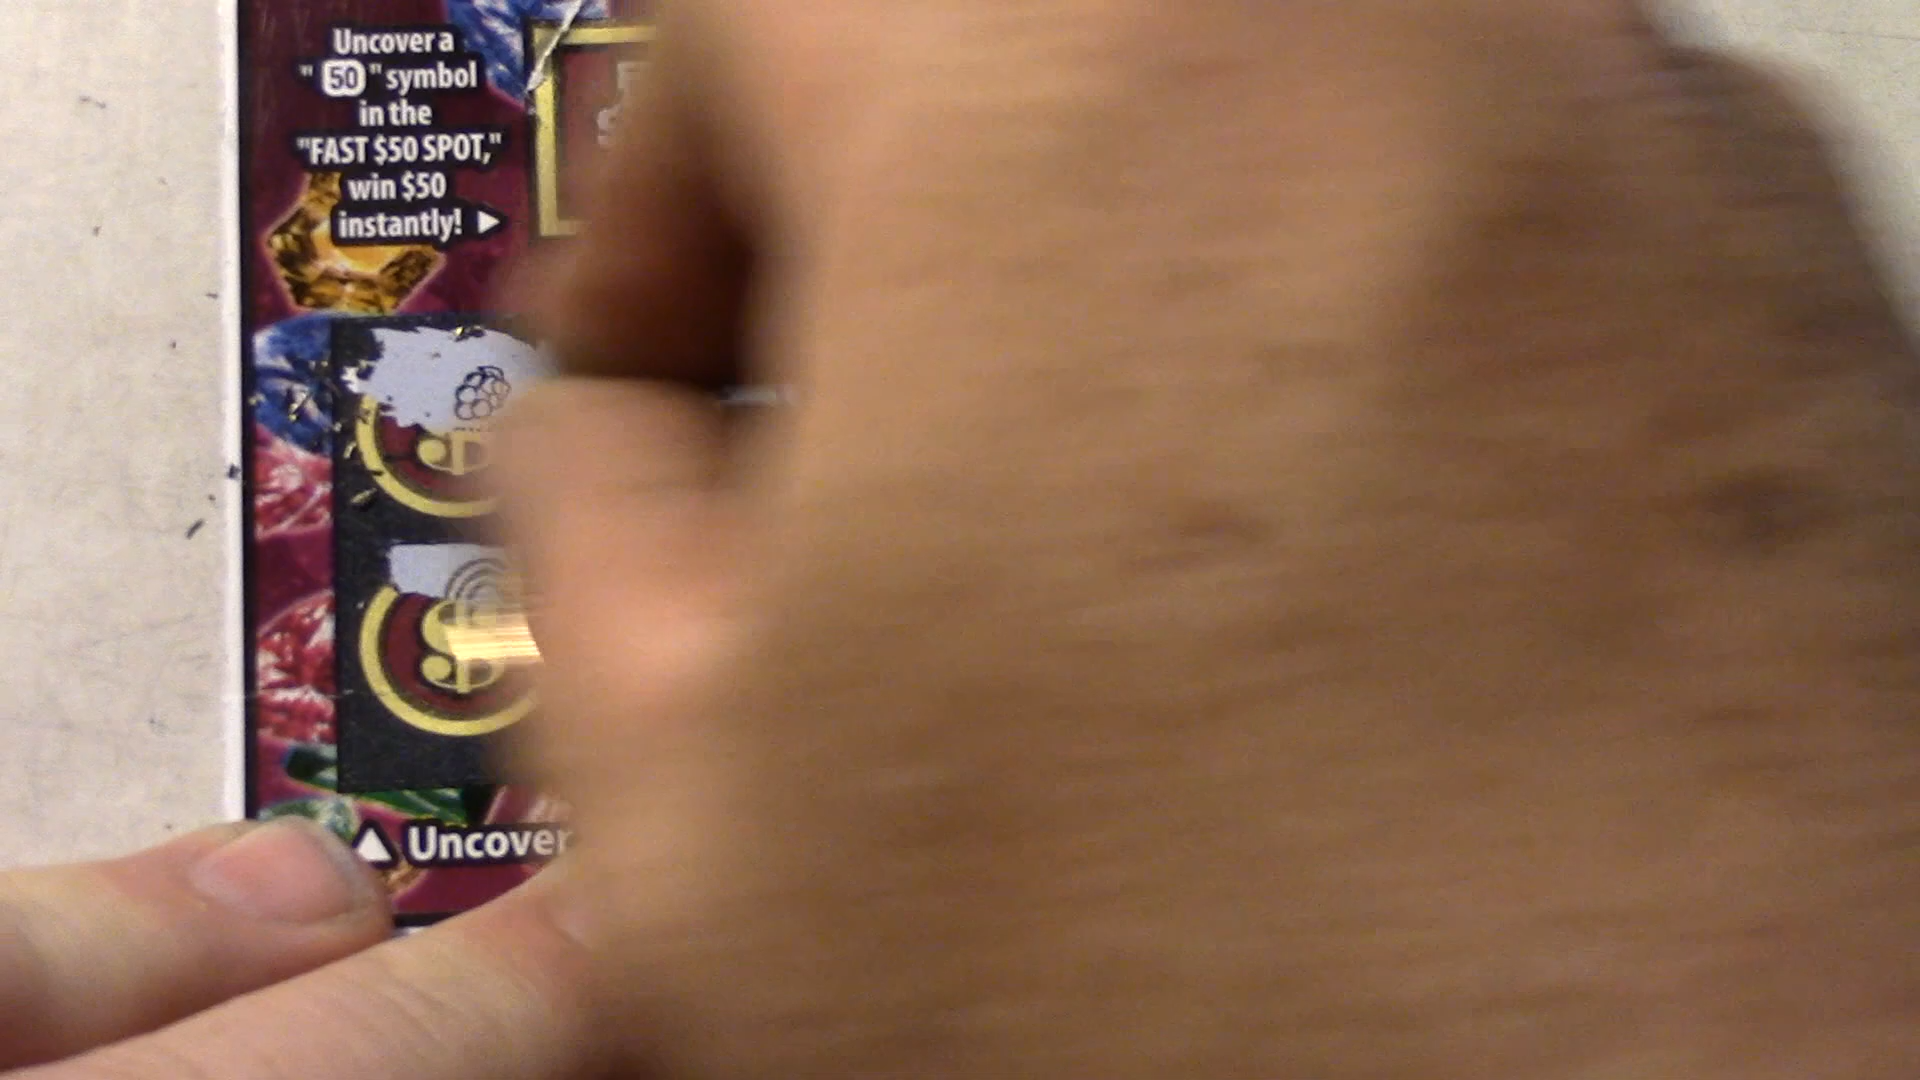 Uncover a
" 50 " symbol
in the
"FAST $50 SPOT,"
win $50
instantly! ▶
$
$
▲ Uncover